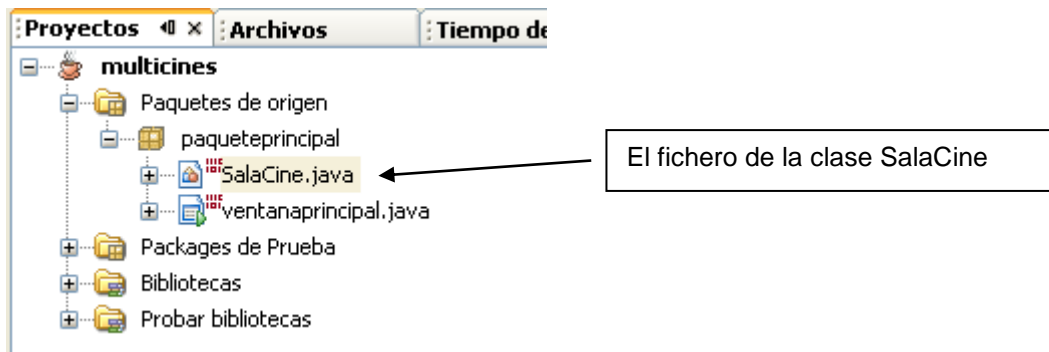 Proyectos Archivos Tiempo de
multicines
Paquetes de origen
paqueteprincipal
SalaCine.java
El fichero de la clase SalaCine
ventanaprincipal.java
Packages de Prueba
Bibliotecas
Probar bibliotecas